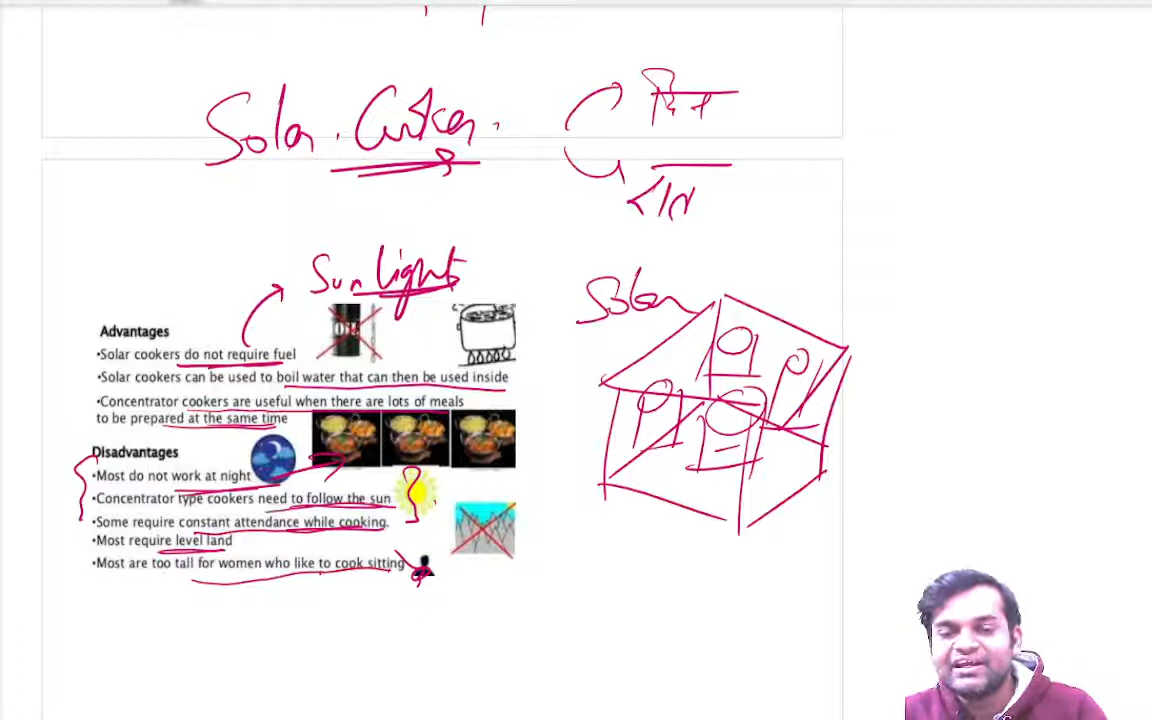 Solar Cooker.
दिन
रात
Sun light
Solar
Advantages
•Solar cookers do not require fuel
•Solar cookers can be used to boil water that can then be used inside
•Concentrator cookers are useful when there are lots of meals
to be prepared at the same time
Disadvantages
•Most do not work at night
•Concentrator type cookers need to follow the sun
•Some require constant attendance while cooking.
•Most require level land
•Most are too tall for women who like to cook sitting